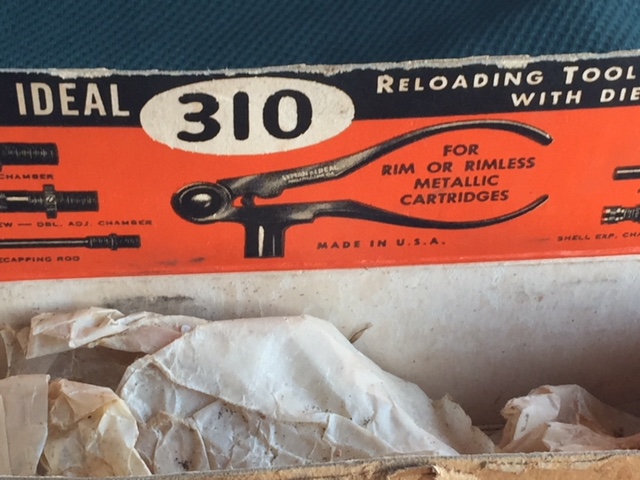 IDEAL 310 RELOADING TOOL
WITH DIE
FOR
RIM OR RIMLESS
METALLIC
CARTRIDGES
MADE IN U.S.A.
CHAMBER
EW — DBL. ADJ. CHAMBER
ECAPPING ROD
SHELL EXP. CHA